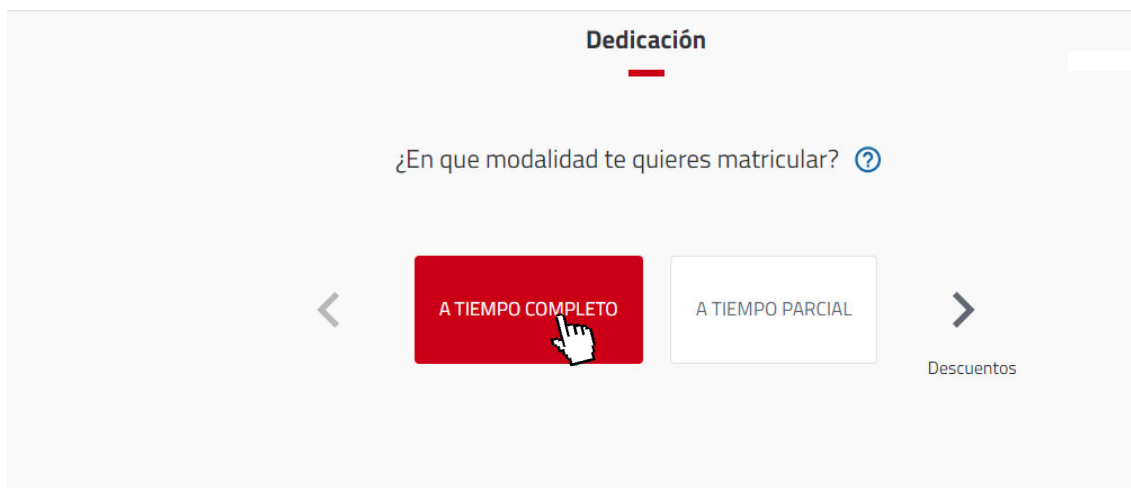 Dedicación
¿En que modalidad te quieres matricular? ?
A TIEMPO COMPLETO
A TIEMPO PARCIAL
Descuentos